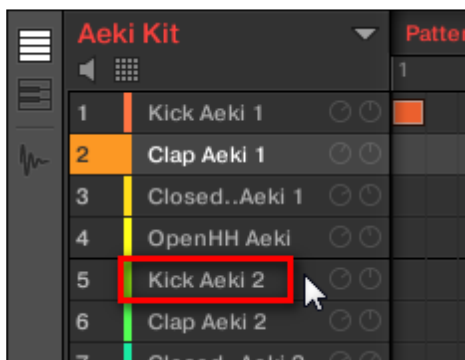 Aeki Kit Patter
1
1 Kick Aeki 1
2 Clap Aeki 1
3 Closed..Aeki 1
4 OpenHH Aeki
5 Kick Aeki 2
6 Clap Aeki 2